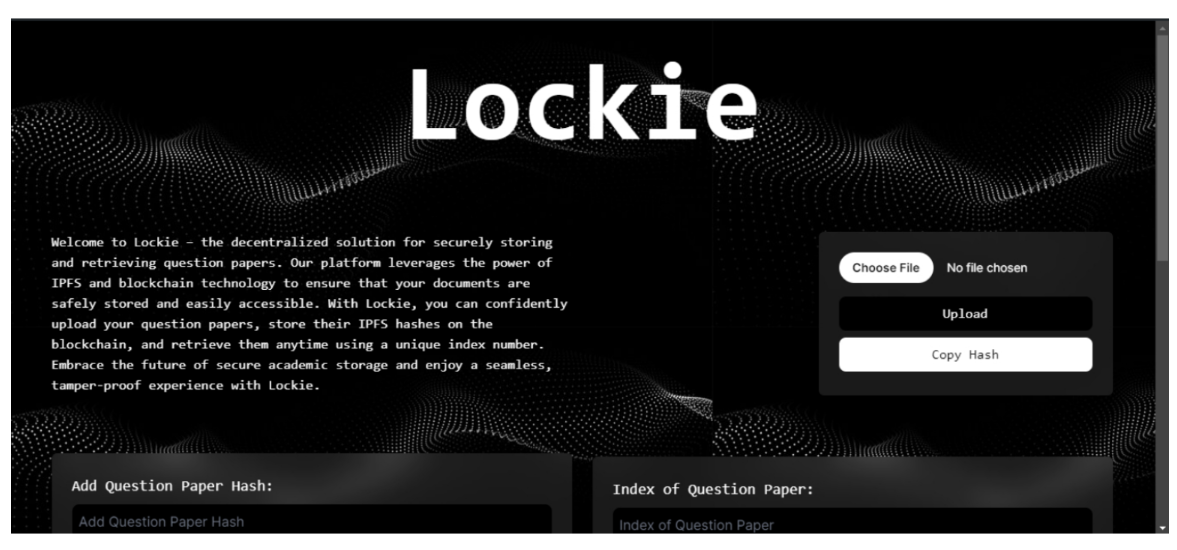 Lockie
Welcome to Lockie – the decentralized solution for securely storing
and retrieving question papers. Our platform leverages the power of
IPFS and blockchain technology to ensure that your documents are
safely stored and easily accessible. With Lockie, you can confidently
upload your question papers, store their IPFS hashes on the
blockchain, and retrieve them anytime using a unique index number.
Embrace the future of secure academic storage and enjoy a seamless,
tamper-proof experience with Lockie.
Choose File No file chosen
Upload
Copy Hash
Add Question Paper Hash:
Add Question Paper Hash
Index of Question Paper:
Index of Question Paper